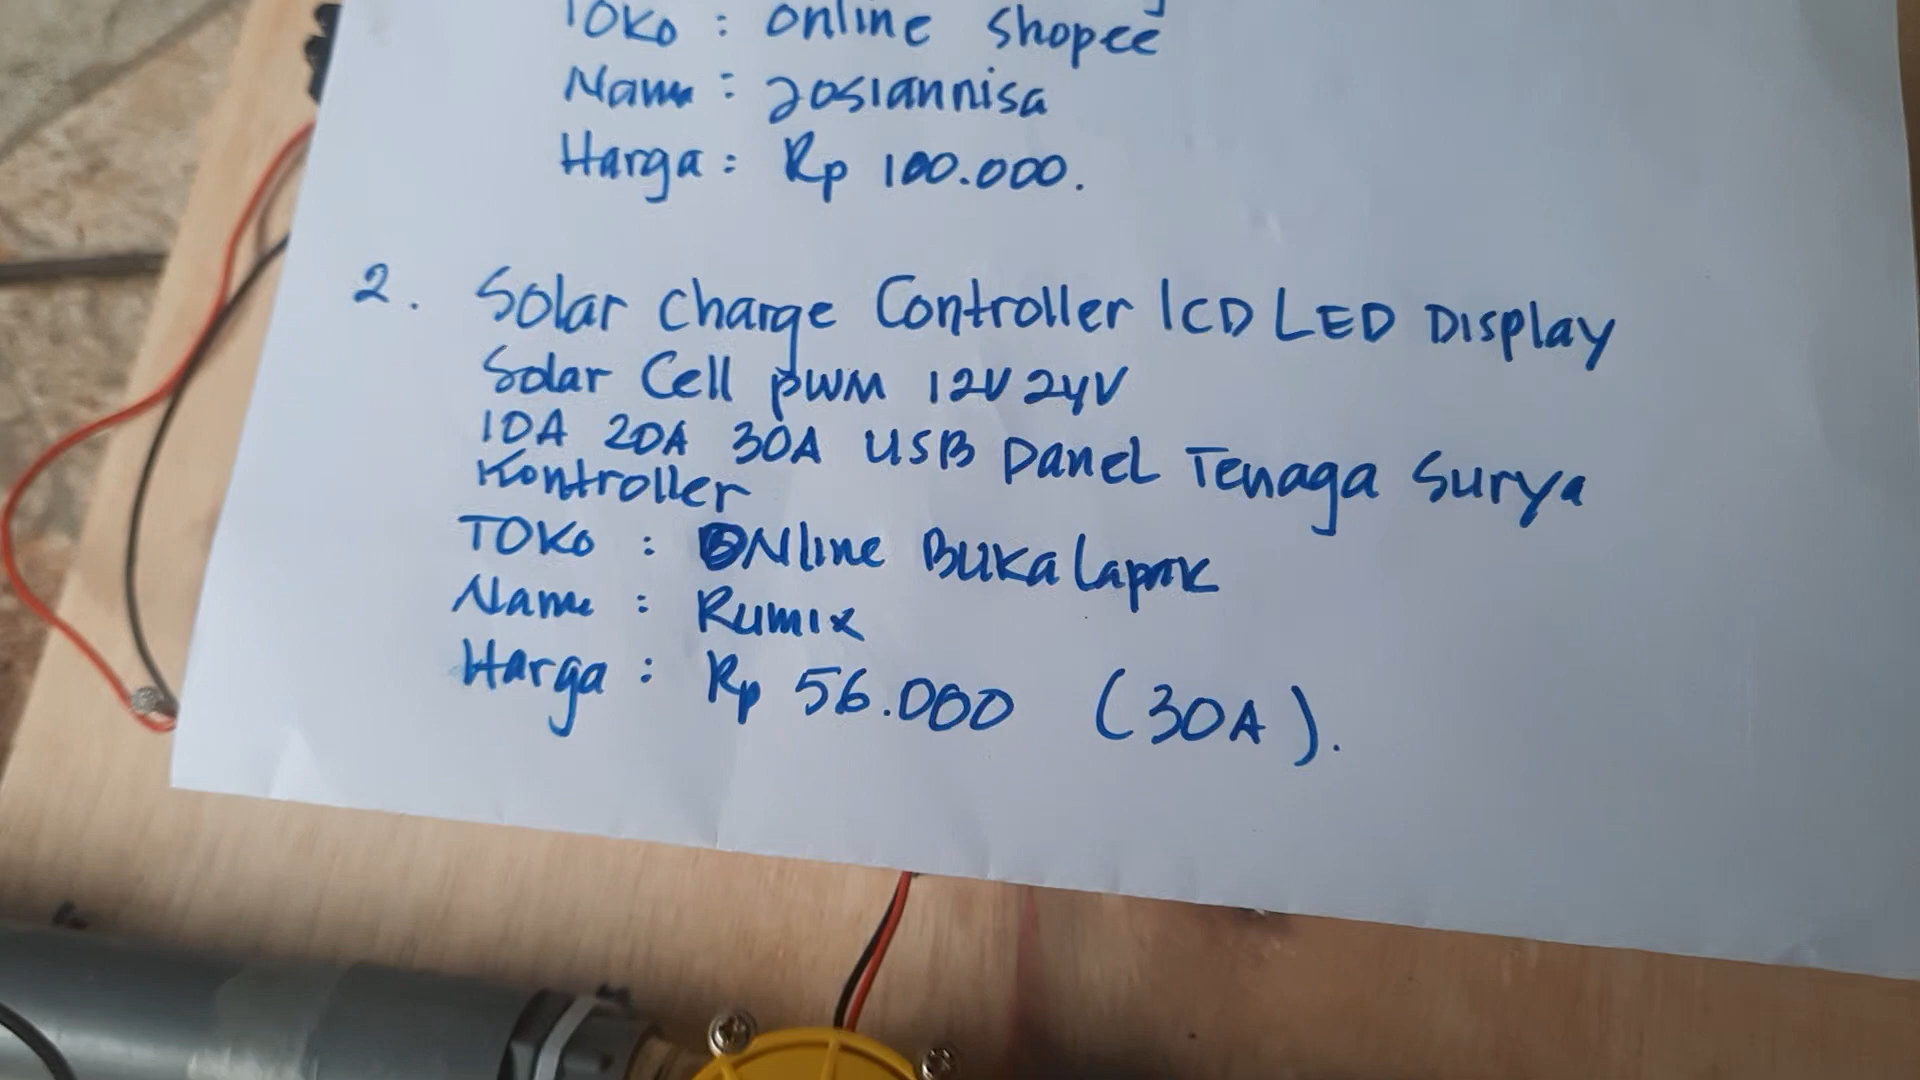 Toko : online shopee
Nama : Josiannisa
Harga : Rp 100.000.
2. Solar Charge Controller LCD LED Display
Solar Cell PWM 12V 24V
10A 20A 30A USB Panel Tenaga Surya
Kontroller
TOKO : ONline BUKalapak
Nama : Rumix
Harga : Rp 56.000 (30A).